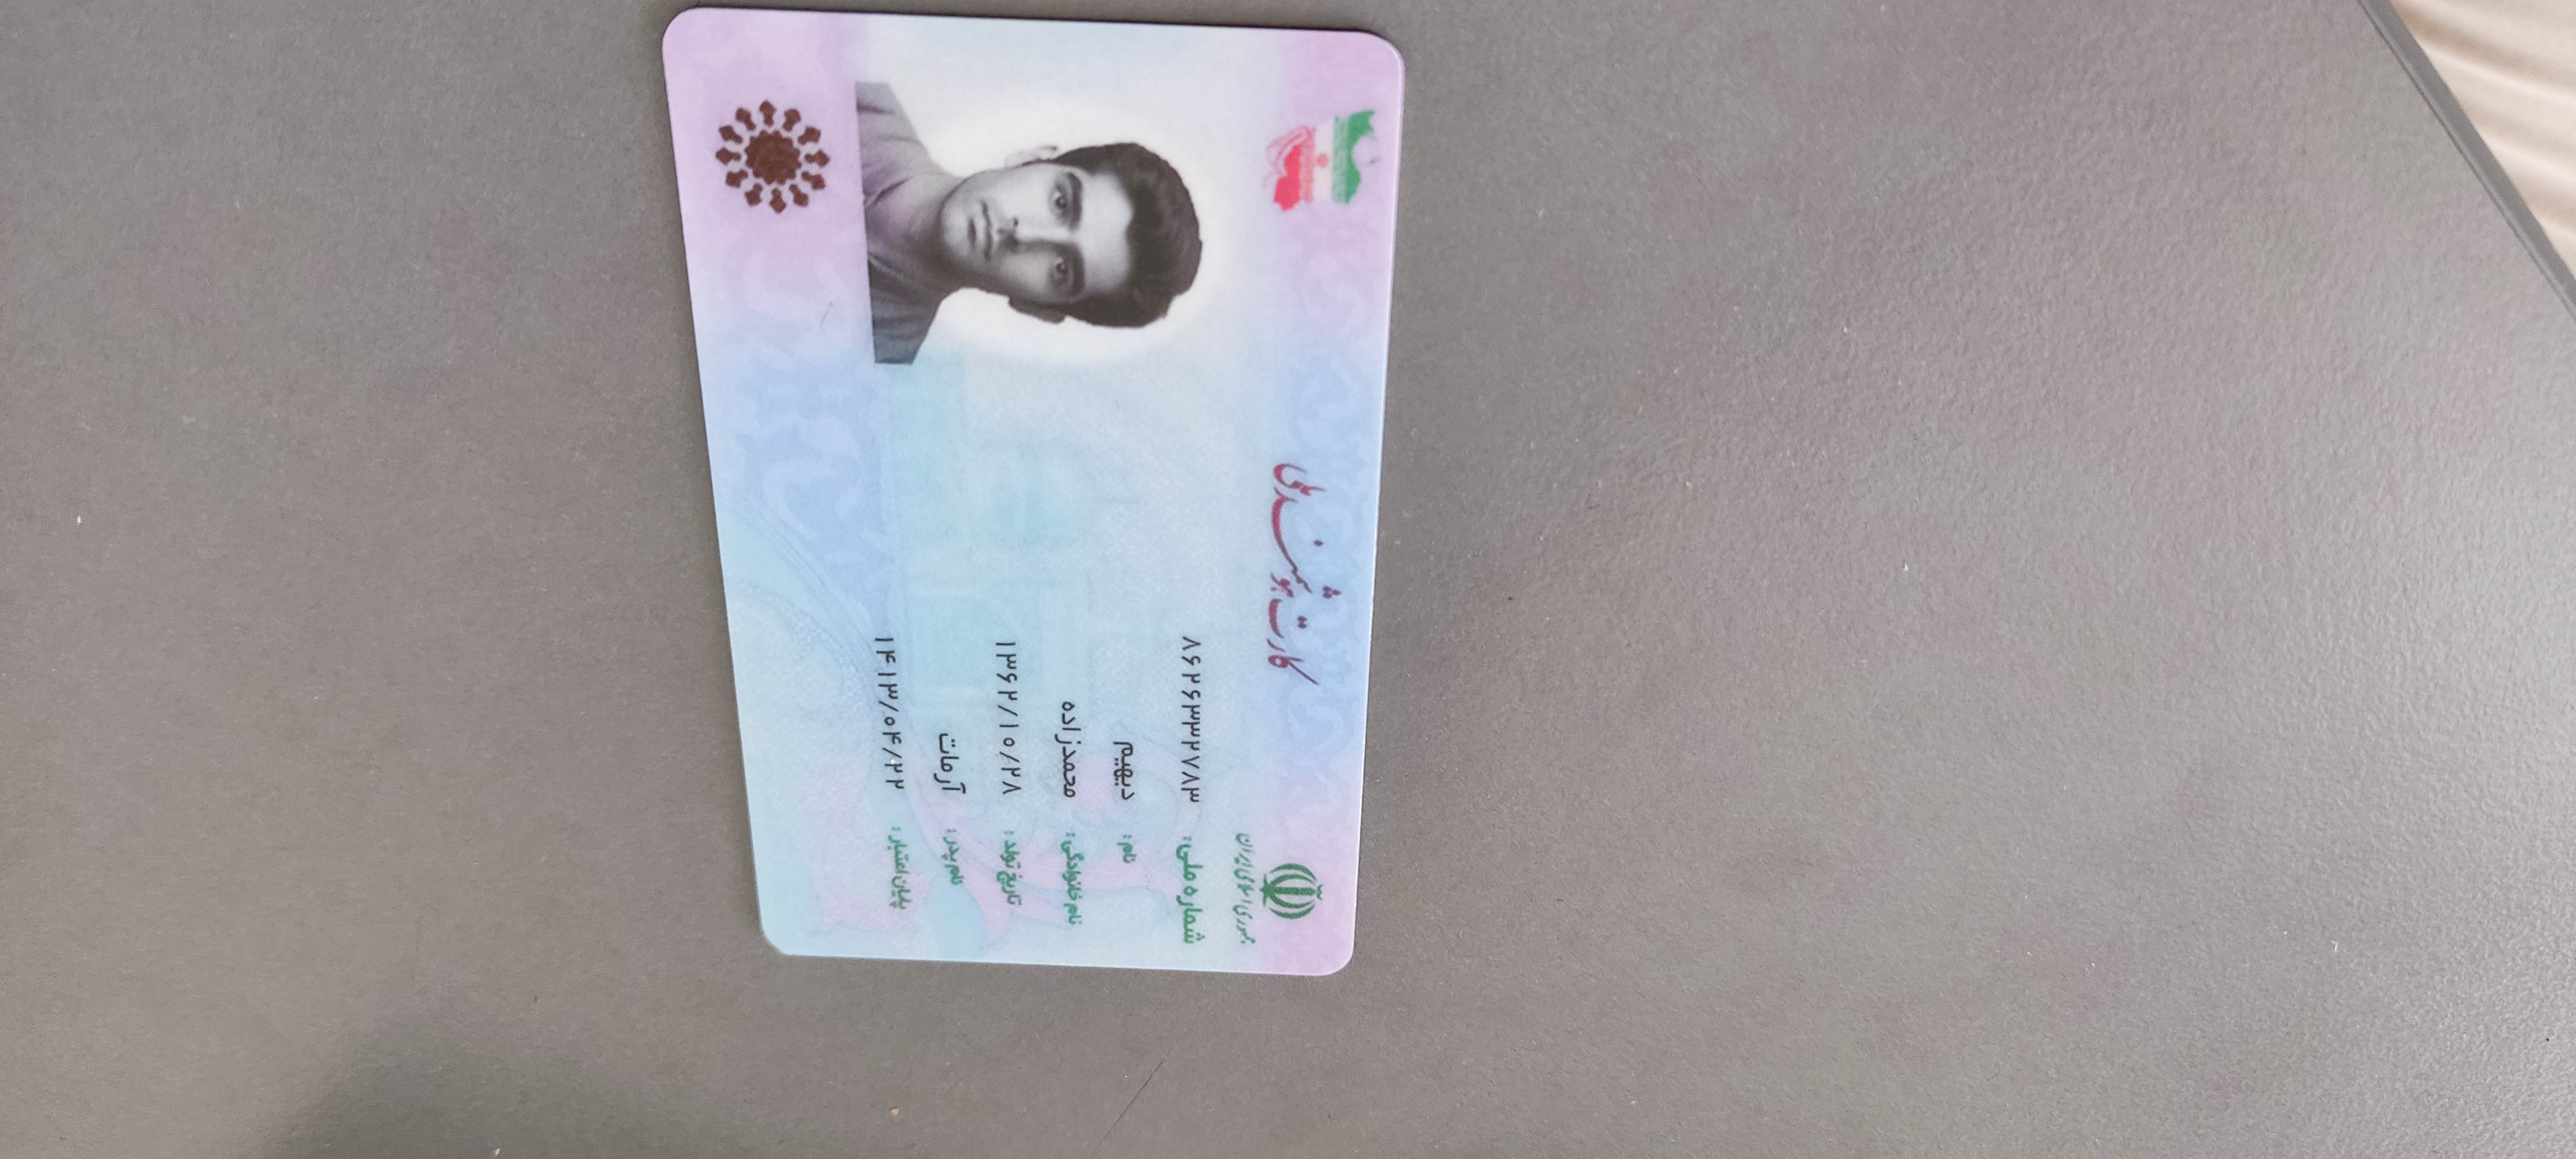 جمهوری اسلامی ایران
کارت هوشمند ملی
شماره ملی: ۸۶۲۶۳۳۲۷۸۳
نام: دیهیم
نام خانوادگی: محمدزاده
تاریخ تولد: ۱۳۶۲/۱۰/۲۸
نام پدر: آرمات
پایان اعتبار: ۱۴۱۳/۰۴/۲۲